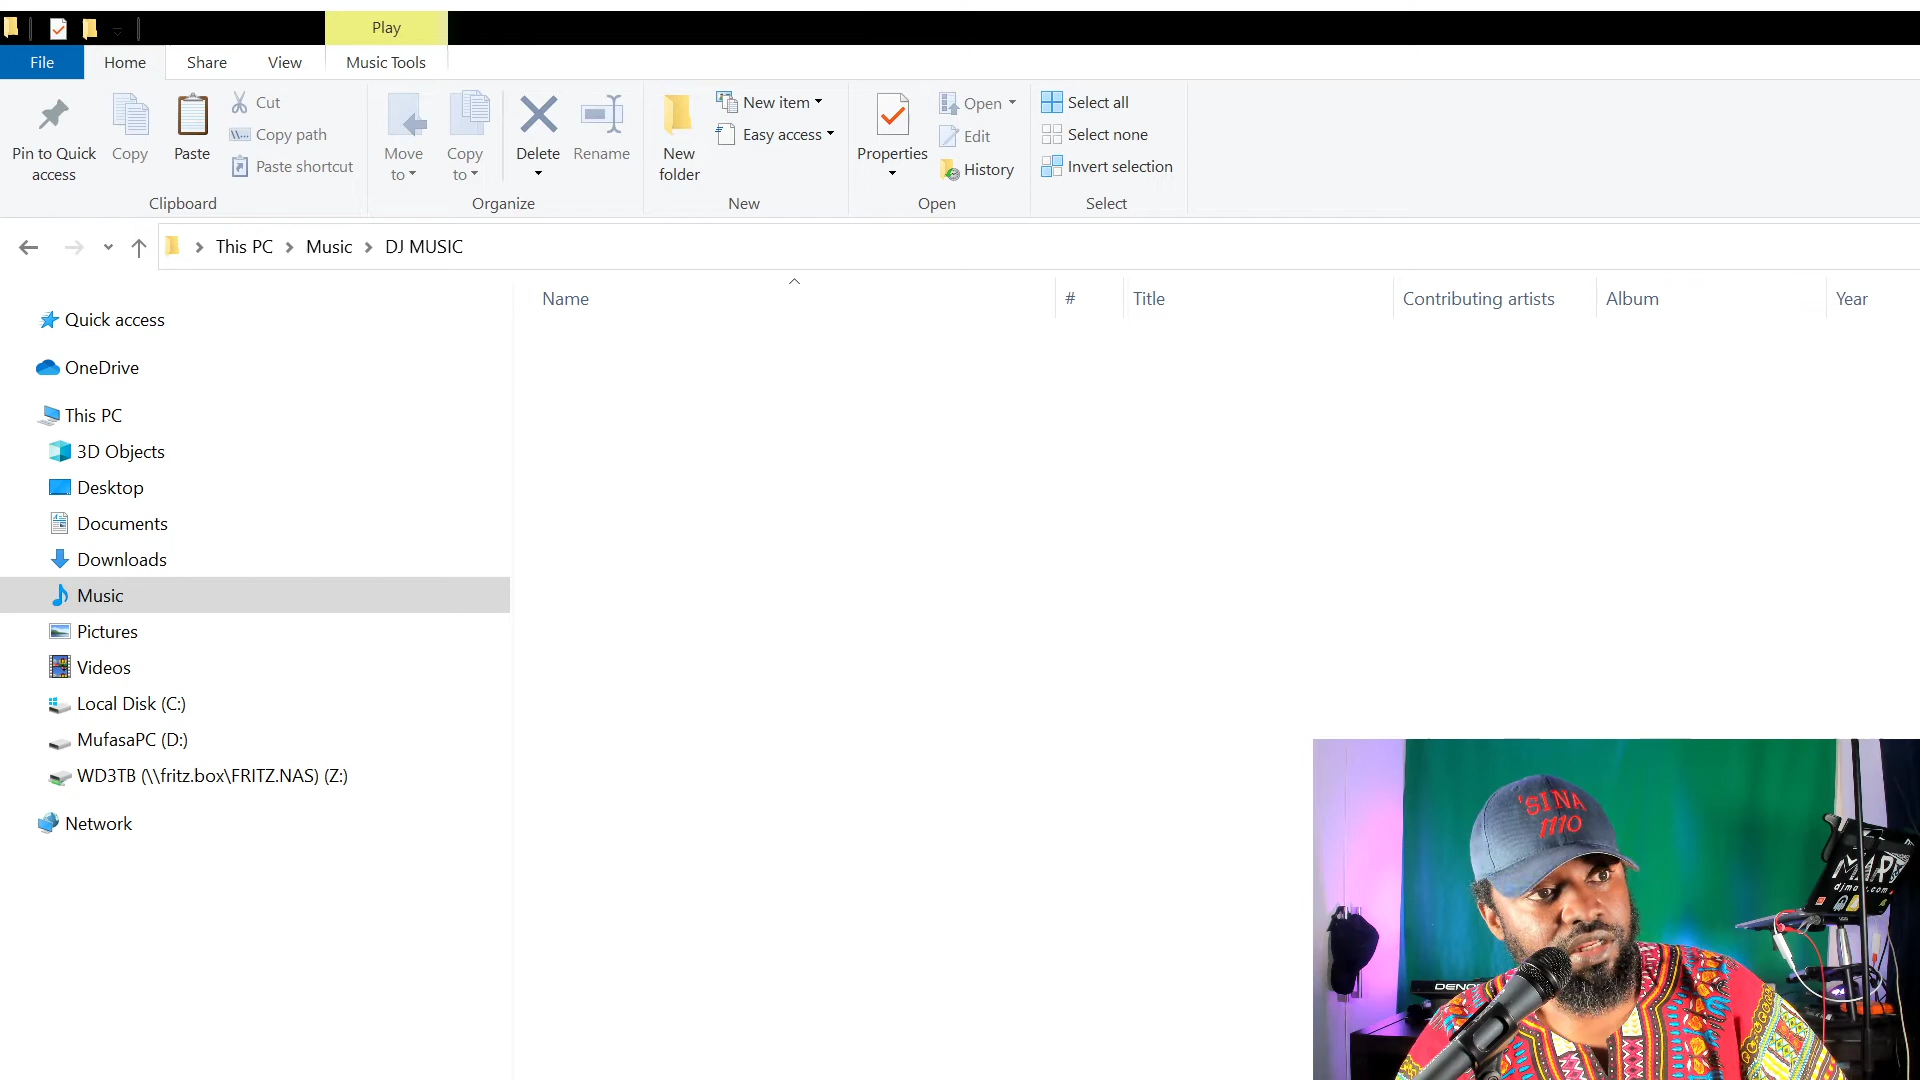 Play
File
Home
Share
View
Music Tools
Pin to Quick
access
Copy
Paste
Cut
Copy path
Paste shortcut
Clipboard
Move
to
Copy
to
Delete
Rename
Organize
New
folder
New item
Easy access
New
Properties
Open
Edit
History
Open
Select all
Select none
Invert selection
Select
This PC
Music
DJ MUSIC
Name
#
Title
Contributing artists
Album
Year
Quick access
OneDrive
This PC
3D Objects
Desktop
Documents
Downloads
Music
Pictures
Videos
Local Disk (C:)
MufasaPC (D:)
WD3TB (\\fritz.box\FRITZ.NAS) (Z:)
Network
'SINA
1110